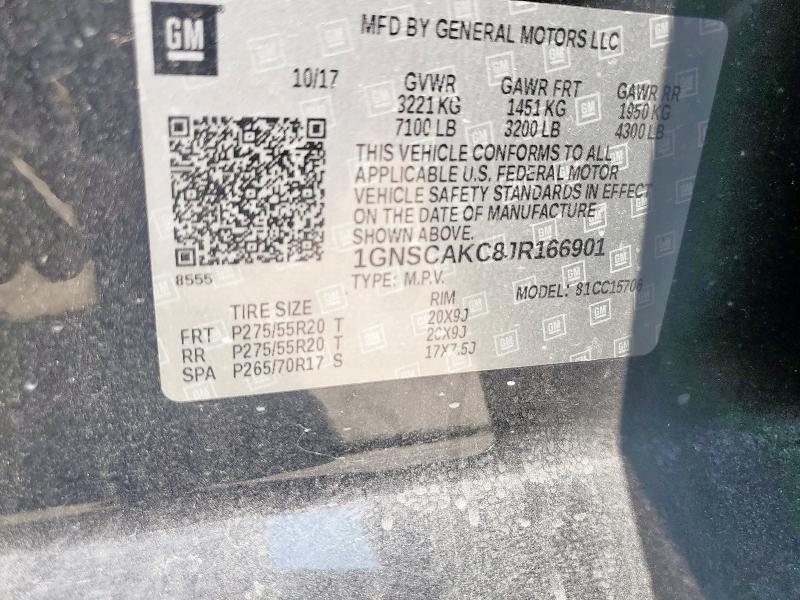 GM
MFD BY GENERAL MOTORS LLC
10/17 GVWR GAWR FRT GAWR RR
3221 KG 1451 KG 1950 KG
7100 LB 3200 LB 4300 LB
THIS VEHICLE CONFORMS TO ALL
APPLICABLE U.S. FEDERAL MOTOR
VEHICLE SAFETY STANDARDS IN EFFECT
ON THE DATE OF MANUFACTURE
SHOWN ABOVE.
1GNSCAKC8JR166901
8555
TYPE: M.P.V. MODEL: 81CC15706
TIRE SIZE RIM
FRT P275/55R20 T 20X9J
RR P275/55R20 T 20X9J
SPA P265/70R17 S 17X7.5J